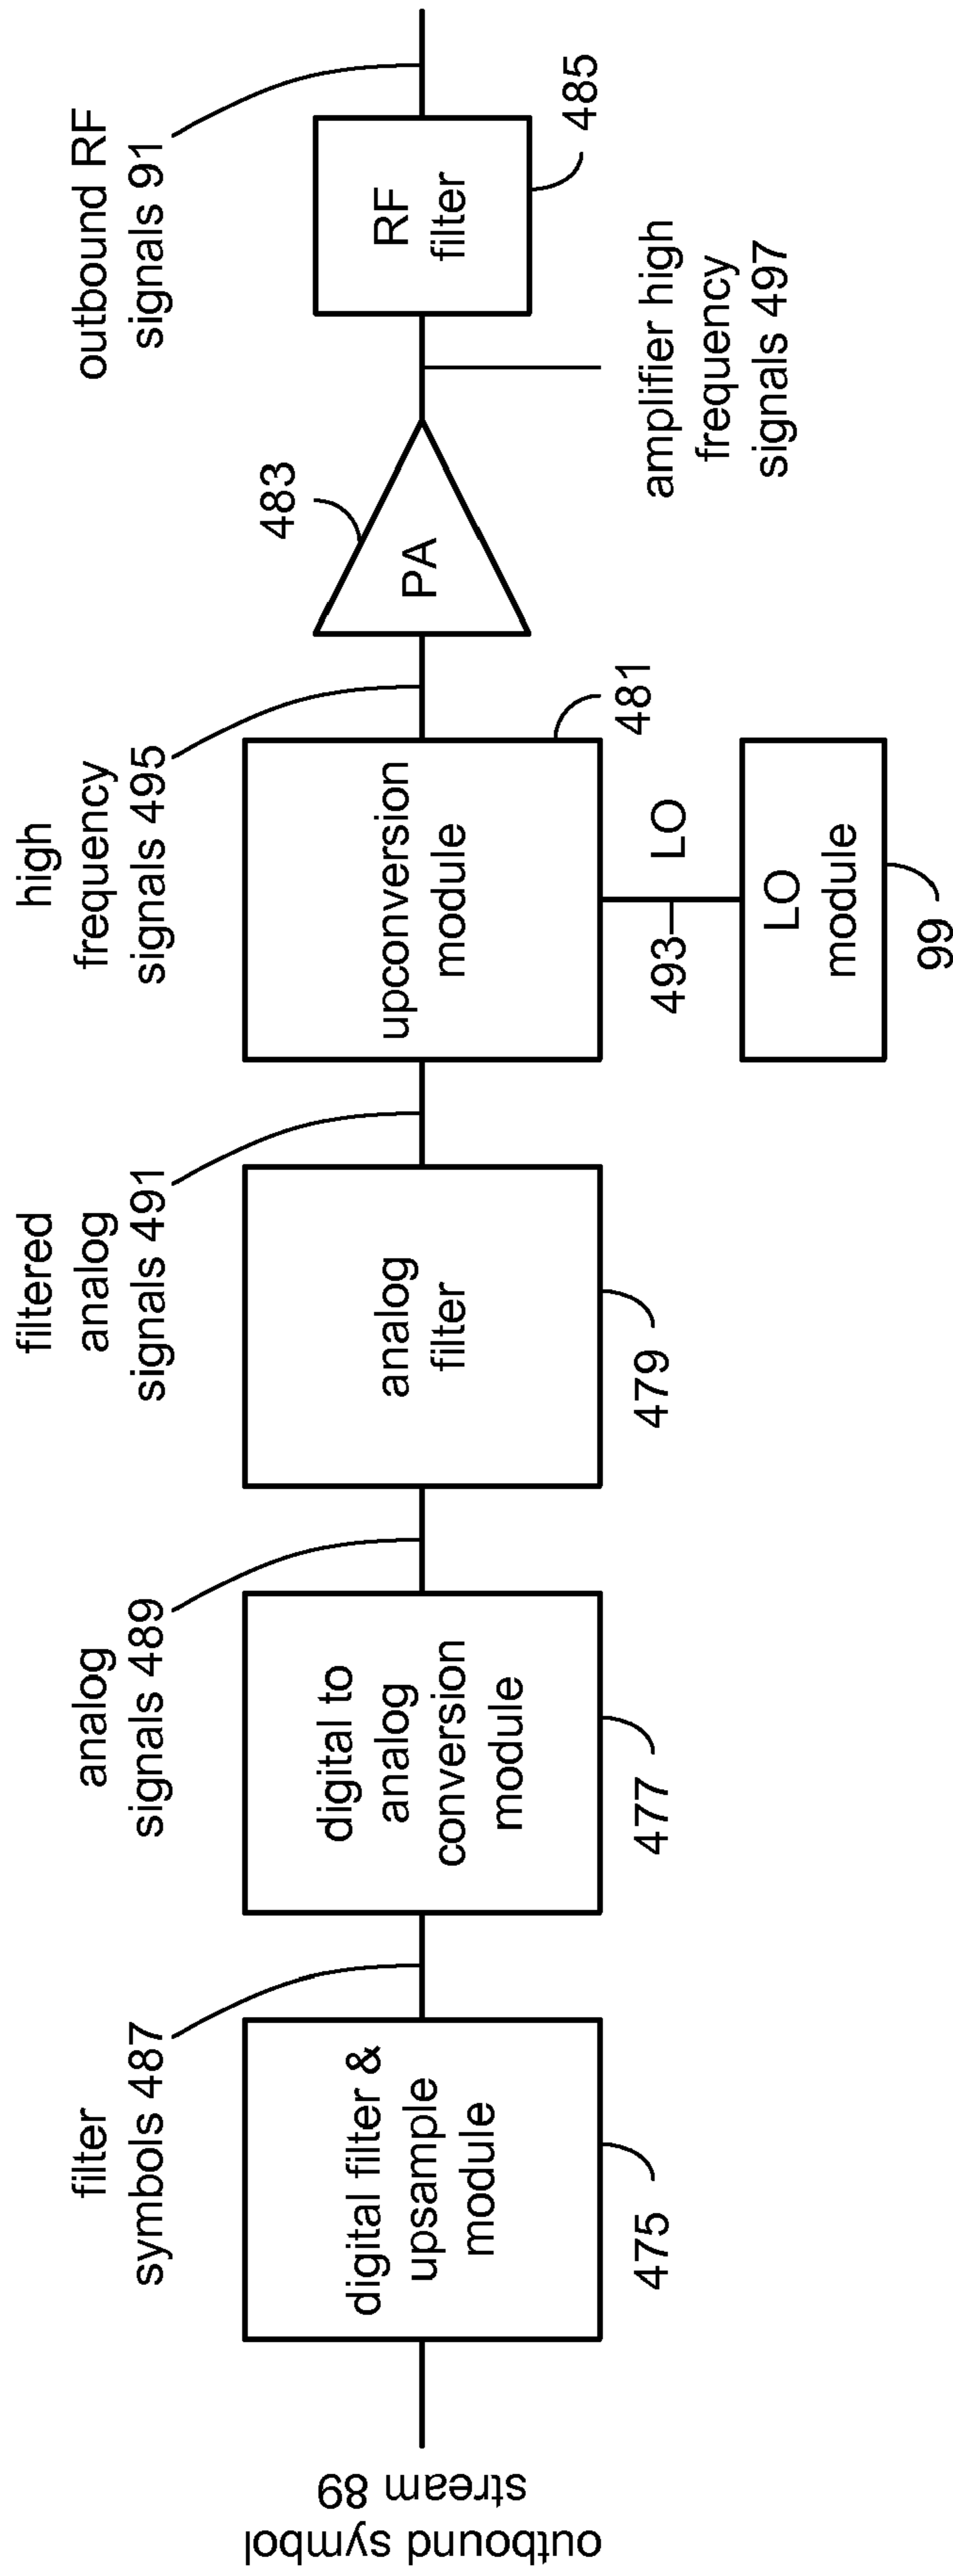 outbound symbol
stream 89
digital filter &
upsample
module
475
filter
symbols 487
digital to
analog
conversion
module
477
analog
signals 489
analog
filter
479
filtered
analog
signals 491
upconversion
module
481
493
LO
LO
module
99
high
frequency
signals 495
PA
483
amplifier high
frequency
signals 497
RF
filter
485
outbound RF
signals 91